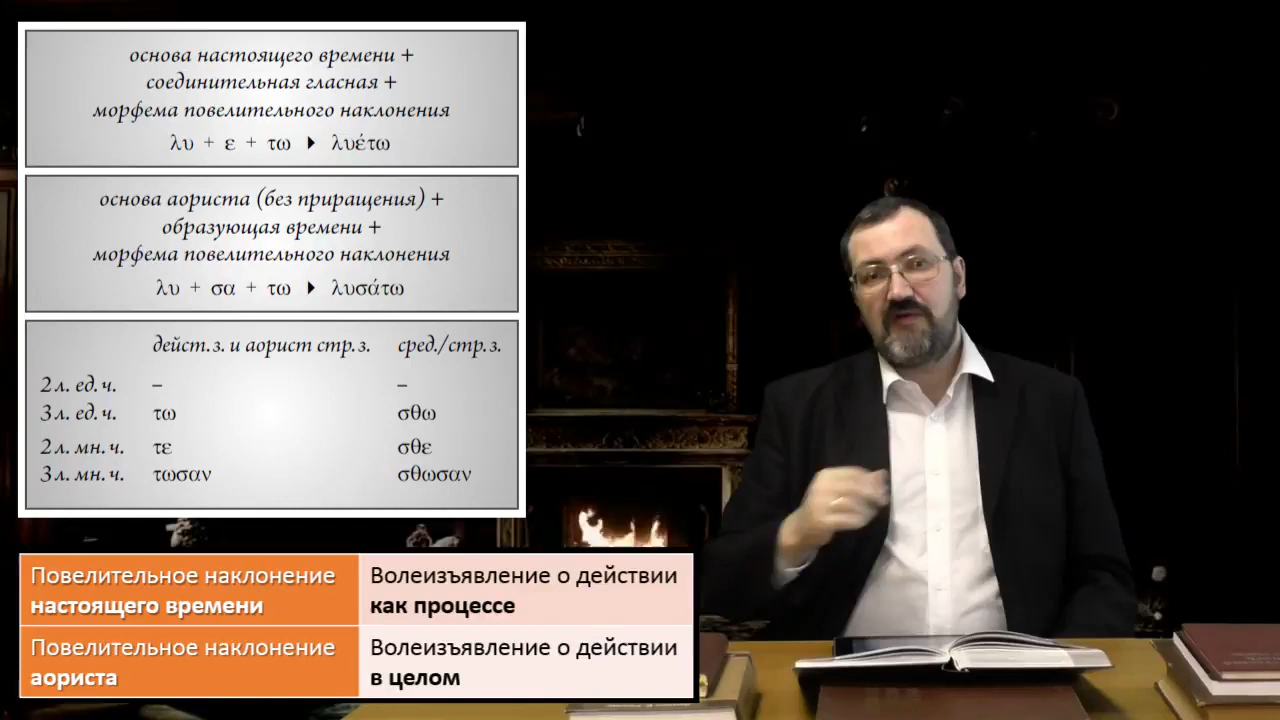 основа настоящего времени +
соединительная гласная +
морфема повелительного наклонения
λυ + ε + τω ▸ λυέτω
основа аориста (без приращения) +
образующая времени +
морфема повелительного наклонения
λυ + σα + τω ▸ λυσάτω
дейст. з. и аорист стр. з. сред./стр. з.
2 л. ед. ч. – –
3 л. ед. ч. τω σθω
2 л. мн. ч. τε σθε
3 л. мн. ч. τωσαν σθωσαν
Повелительное наклонение
настоящего времени
Волеизъявление о действии
как процессе
Повелительное наклонение
аориста
Волеизъявление о действии
в целом